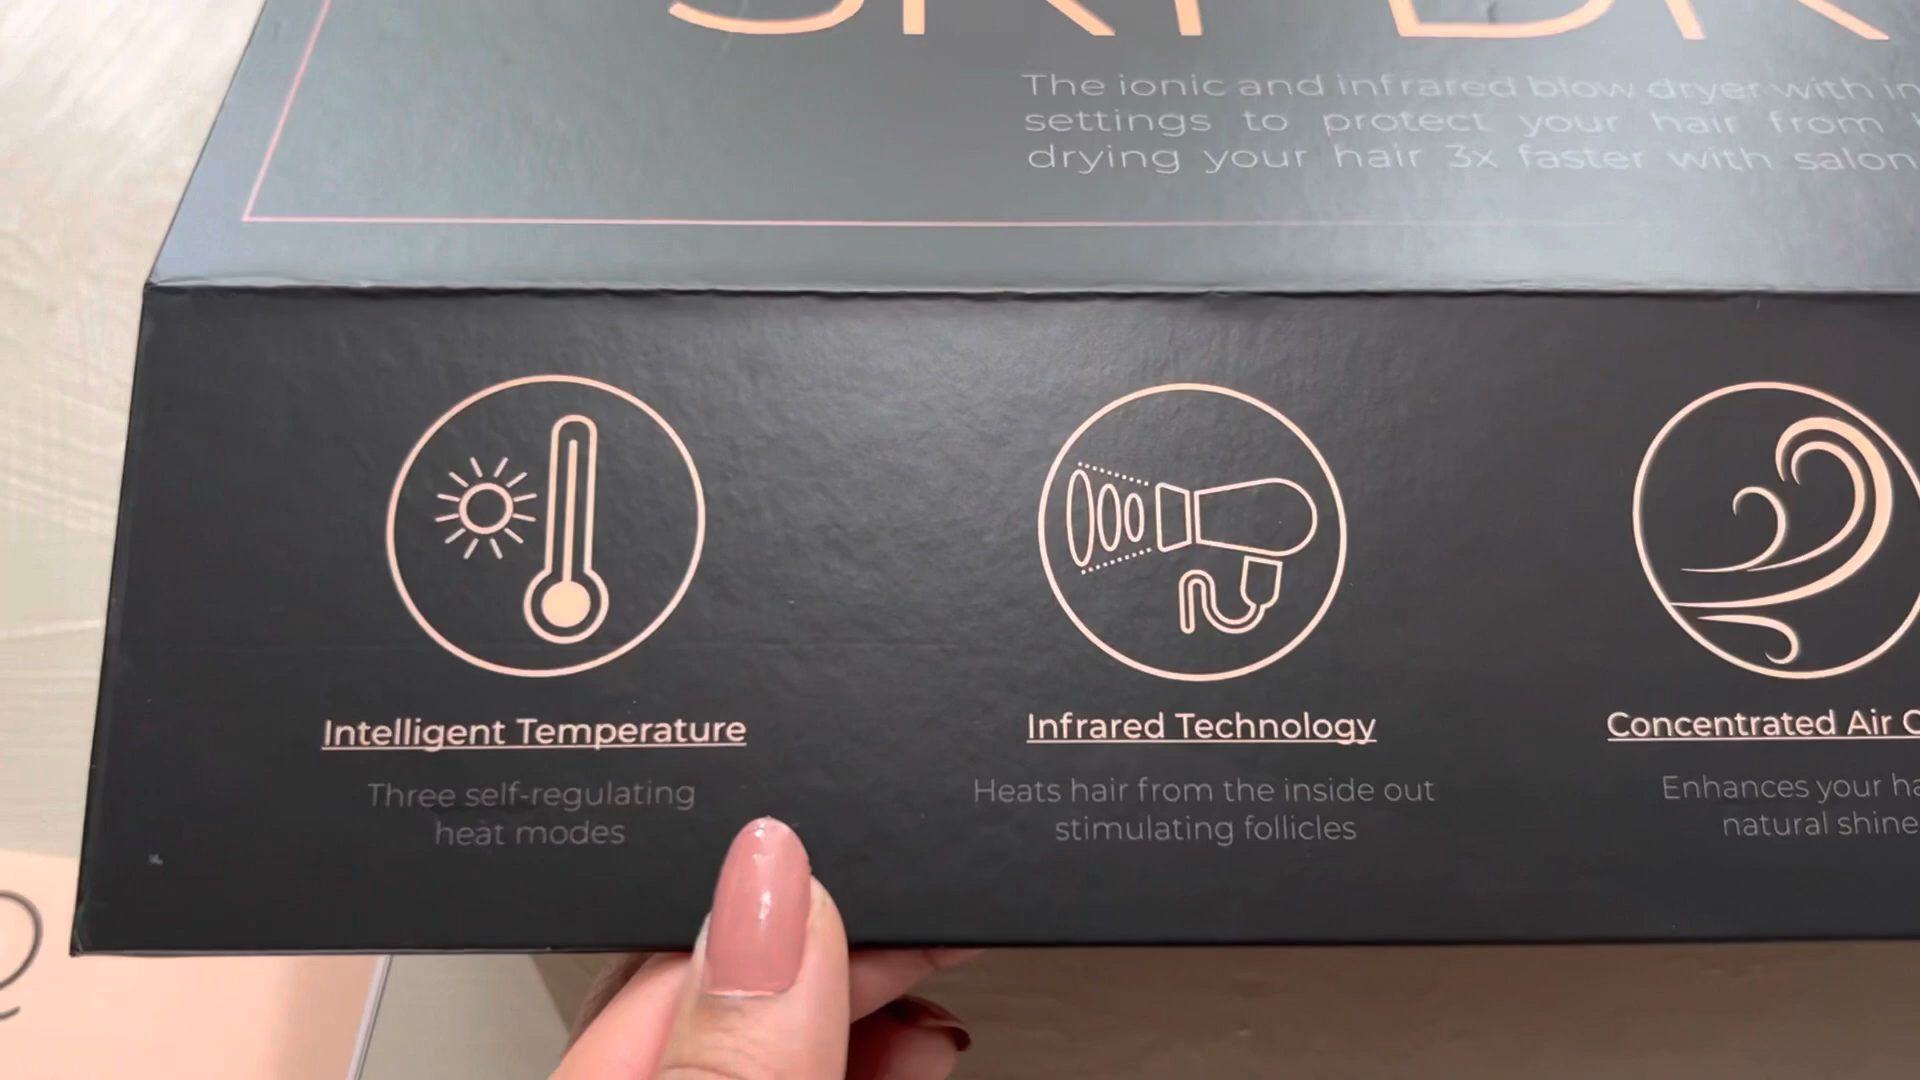 The ionic and infrared blow dryer with
settings to protect your hair from
drying your hair 3x faster with salon
Intelligent Temperature
Three self-regulating
heat modes
Infrared Technology
Heats hair from the inside out
stimulating follicles
Concentrated Air
Enhances your
natural shine